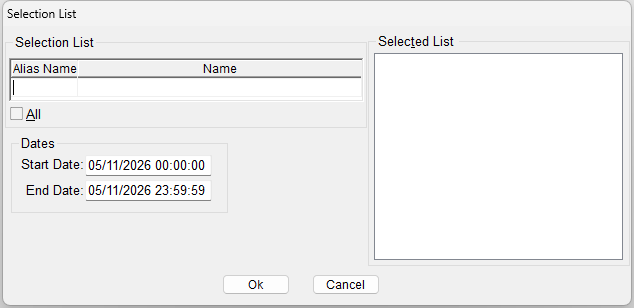 Selection List
Selection List
Selected List
Alias Name Name
All
Dates
Start Date: 05/11/2026 00:00:00
End Date: 05/11/2026 23:59:59
Ok Cancel